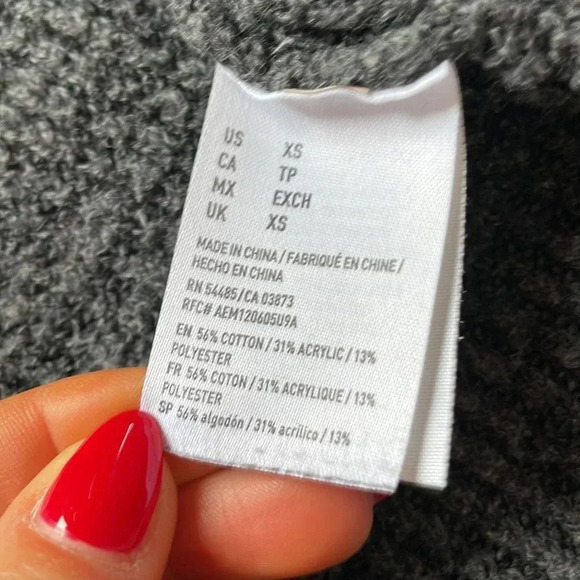 US XS
CA TP
MX EXCH
UK XS
MADE IN CHINA / FABRIQUÉ EN CHINE /
HECHO EN CHINA
RN 54485/CA 03873
RFC# AEM120605U9A
EN 56% COTTON / 31% ACRYLIC / 13%
POLYESTER
FR 56% COTON / 31% ACRYLIQUE / 13%
POLYESTER
SP 56% algodón / 31% acrílico / 13%